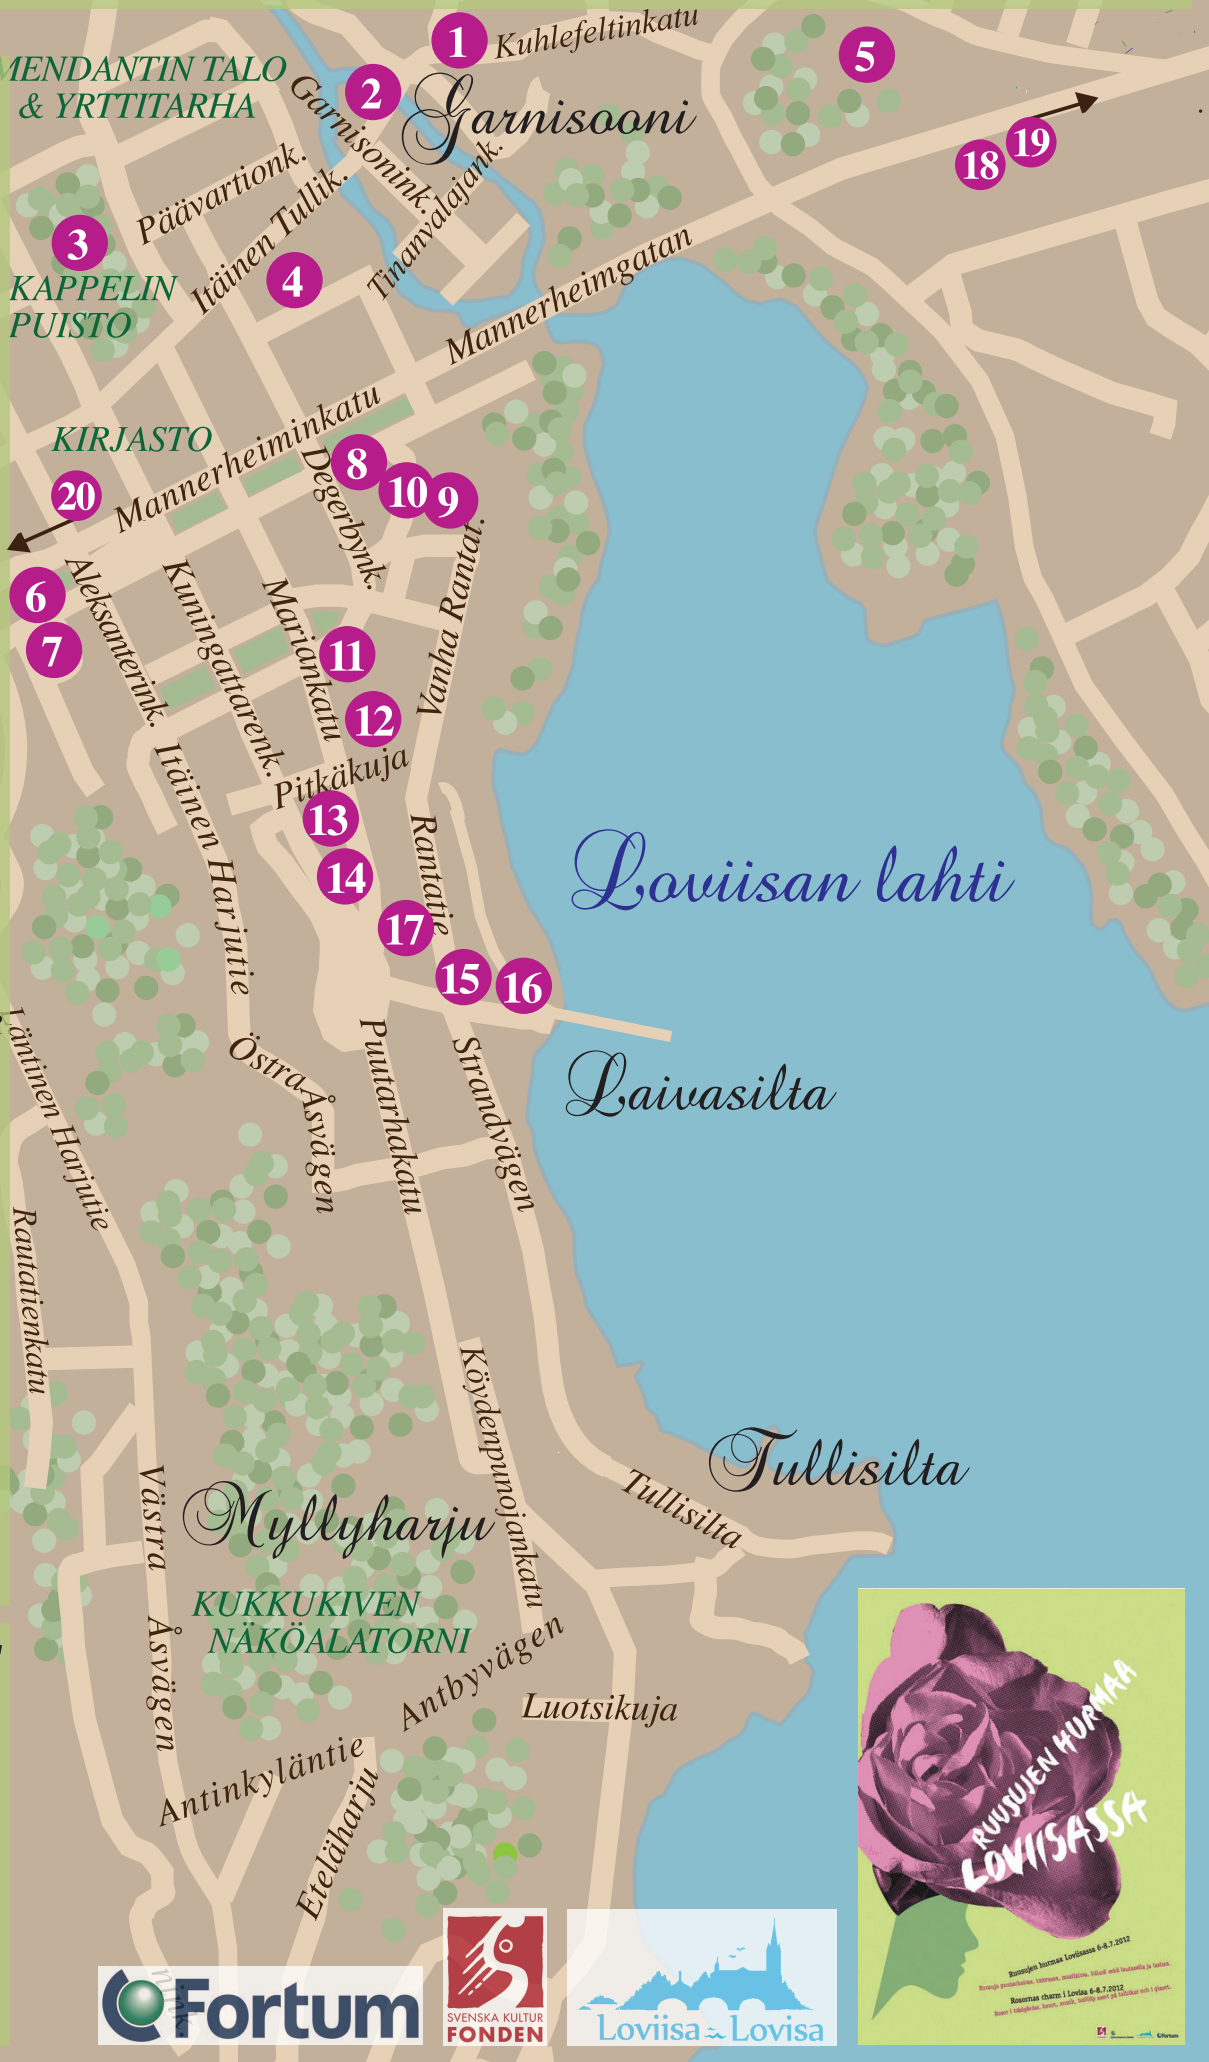 1
Kuhlefeltinkatu
5
MENDANTIN TALO
& YRTTITARHA
2
Garnisooni
Garnisonink.
18
19
Päävartionk.
Itäinen Tullik.
Tinanvalajank.
3
KAPPELIN
PUISTO
4
Mannerheimgatan
KIRJASTO
Mannerheiminkatu
20
8
10
9
Degerbynk.
6
7
Aleksanterink.
Kuningattarenk.
Mariankatu
Vanha Rantat.
11
12
Itäinen Harjutie
Pitkäkuja
13
14
Rantatie
Loviisan lahti
17
15
16
Läntinen Harjutie
Östra Åsvägen
Puutarhakatu
Strandvägen
Laivasilta
Rautatienkatu
Köydenpunojankatu
Tullisilta
Tullisilta
Västra Åsvägen
Myllyharju
KUKKUKIVEN
NÄKÖALATORNI
Antbyvägen
Luotsikuja
Antinkyläntie
Eteläharju
RUUSUJEN HURMAA
LOVIISASSA
Ruusujen hurmaa Loviisassa 6-8.7.2012
Rosornas charm i Lovisa 6-8.7.2012
Fortum
SVENSKA KULTUR
FONDEN
Loviisa~Lovisa